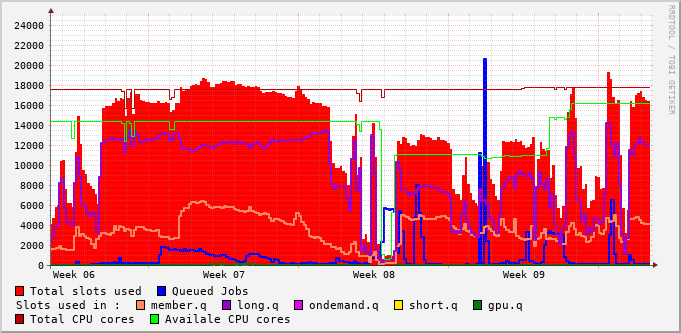 24000
22000
20000
18000
16000
14000
12000
10000
8000
6000
4000
2000
0
Week 06 Week 07 Week 08 Week 09
RRDTOOL / TOBI OETIKER
Total slots used Queued Jobs
Slots used in : member.q long.q ondemand.q short.q gpu.q
Total CPU cores Availale CPU cores